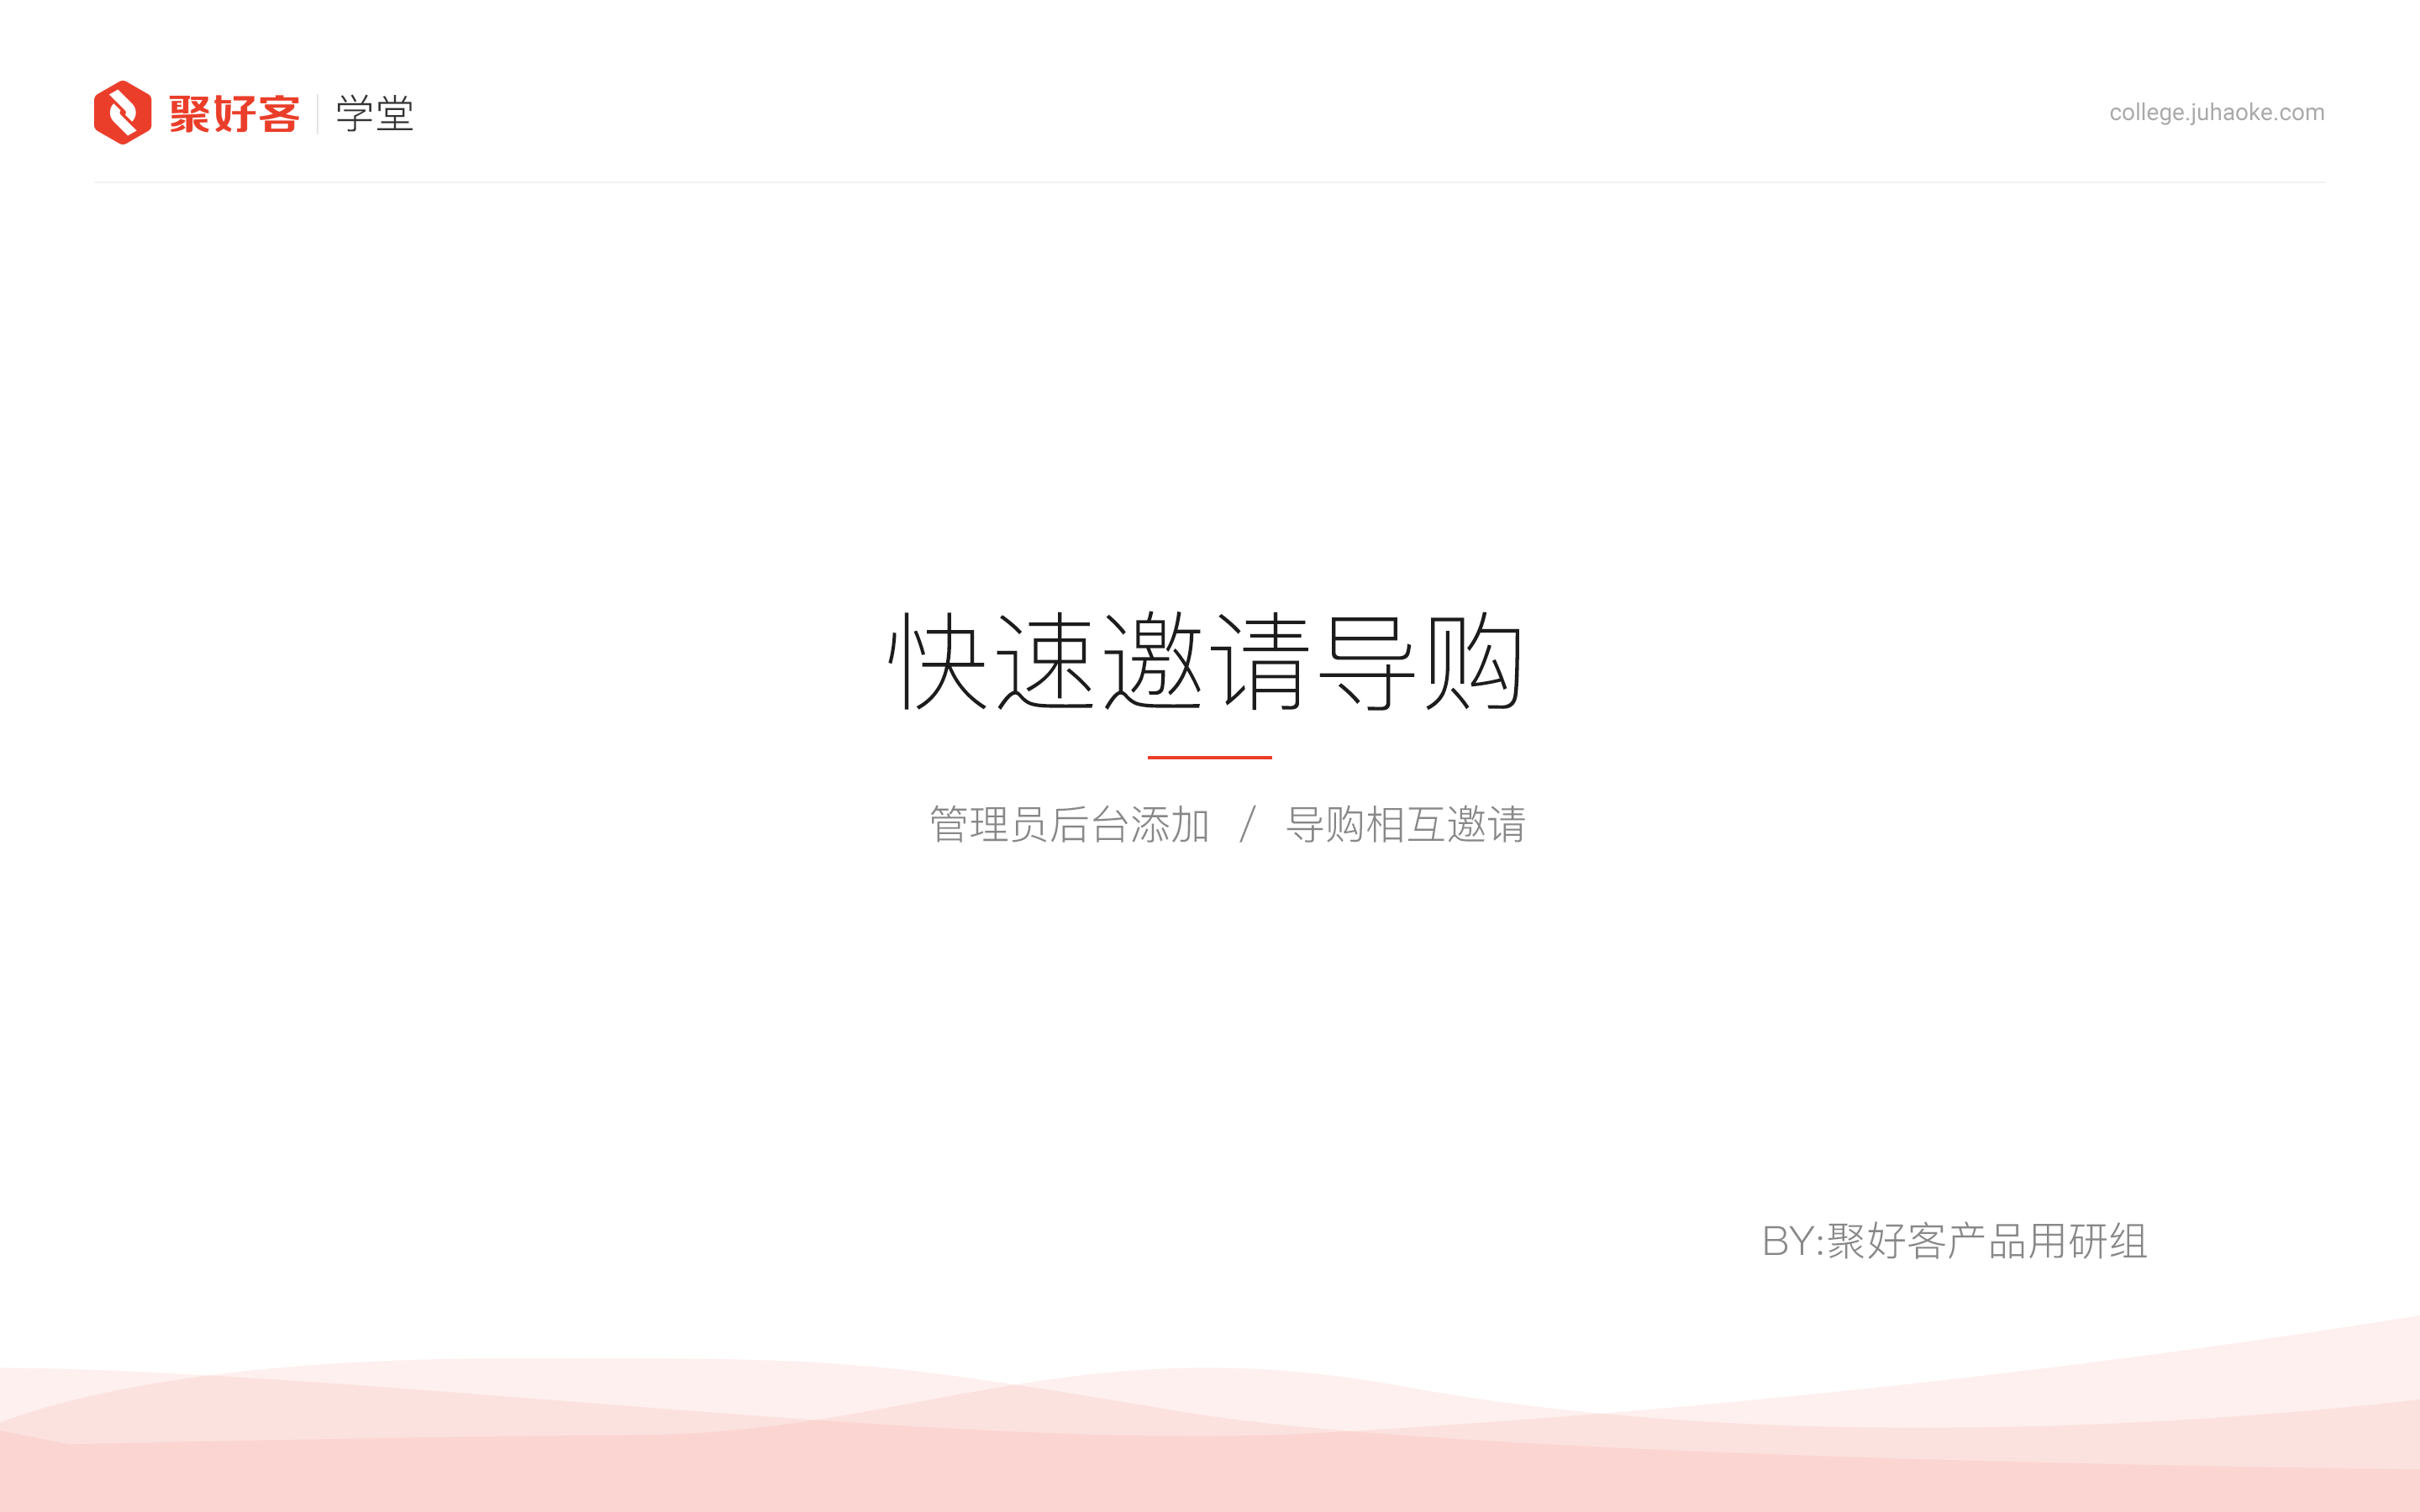 聚好客 学堂
college.juhaoke.com
快速邀请导购
管理员后台添加 / 导购相互邀请
BY:聚好客产品用研组